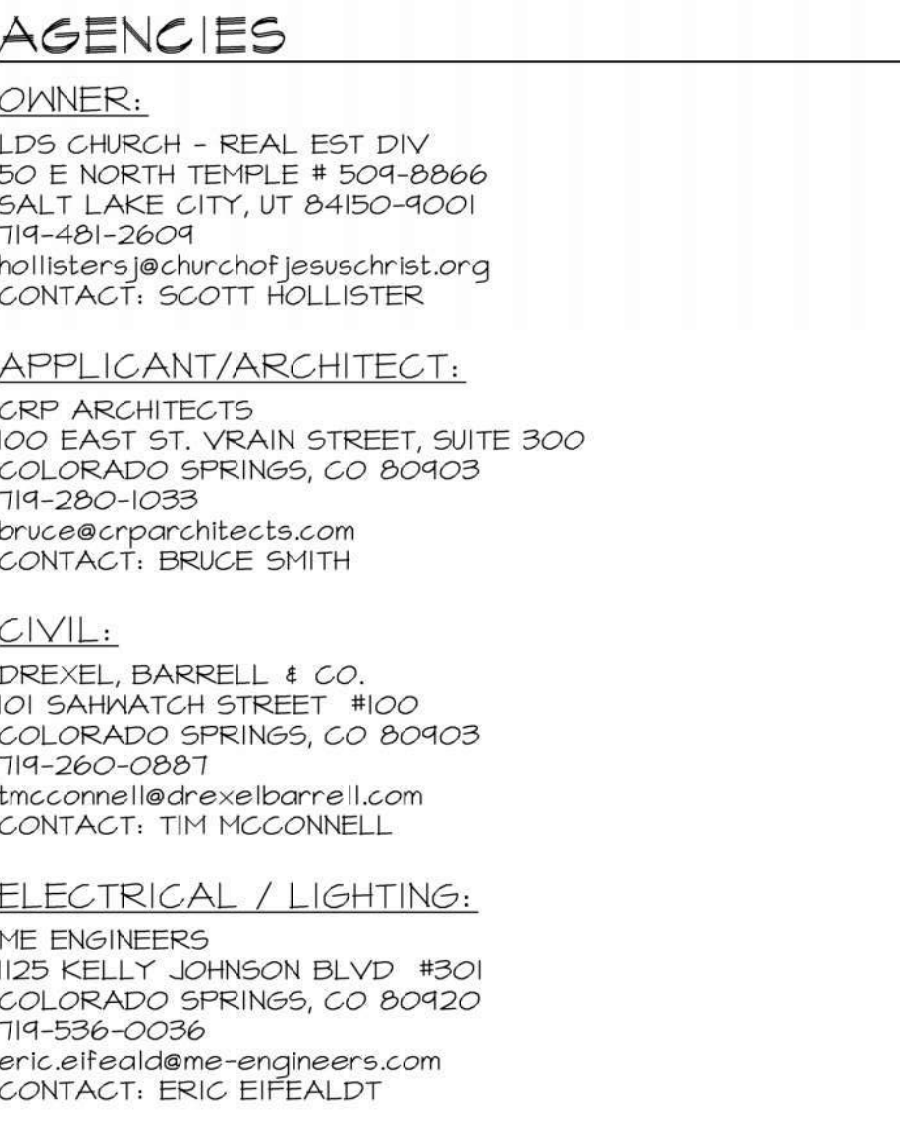 AGENCIES
OWNER:
LDS CHURCH - REAL EST DIV
50 E NORTH TEMPLE # 509-8866
SALT LAKE CITY, UT 84150-9001
719-481-2609
hollistersj@churchofjesuschrist.org
CONTACT: SCOTT HOLLISTER
APPLICANT/ARCHITECT:
CRP ARCHITECTS
100 EAST ST. VRAIN STREET, SUITE 300
COLORADO SPRINGS, CO 80903
719-280-1033
bruce@crparchitects.com
CONTACT: BRUCE SMITH
CIVIL:
DREXEL, BARRELL & CO.
101 SAHWATCH STREET #100
COLORADO SPRINGS, CO 80903
719-260-0887
tmcconnell@drexelbarrell.com
CONTACT: TIM MCCONNELL
ELECTRICAL / LIGHTING:
ME ENGINEERS
1125 KELLY JOHNSON BLVD #301
COLORADO SPRINGS, CO 80920
719-536-0036
eric.eifeald@me-engineers.com
CONTACT: ERIC EIFEALDT